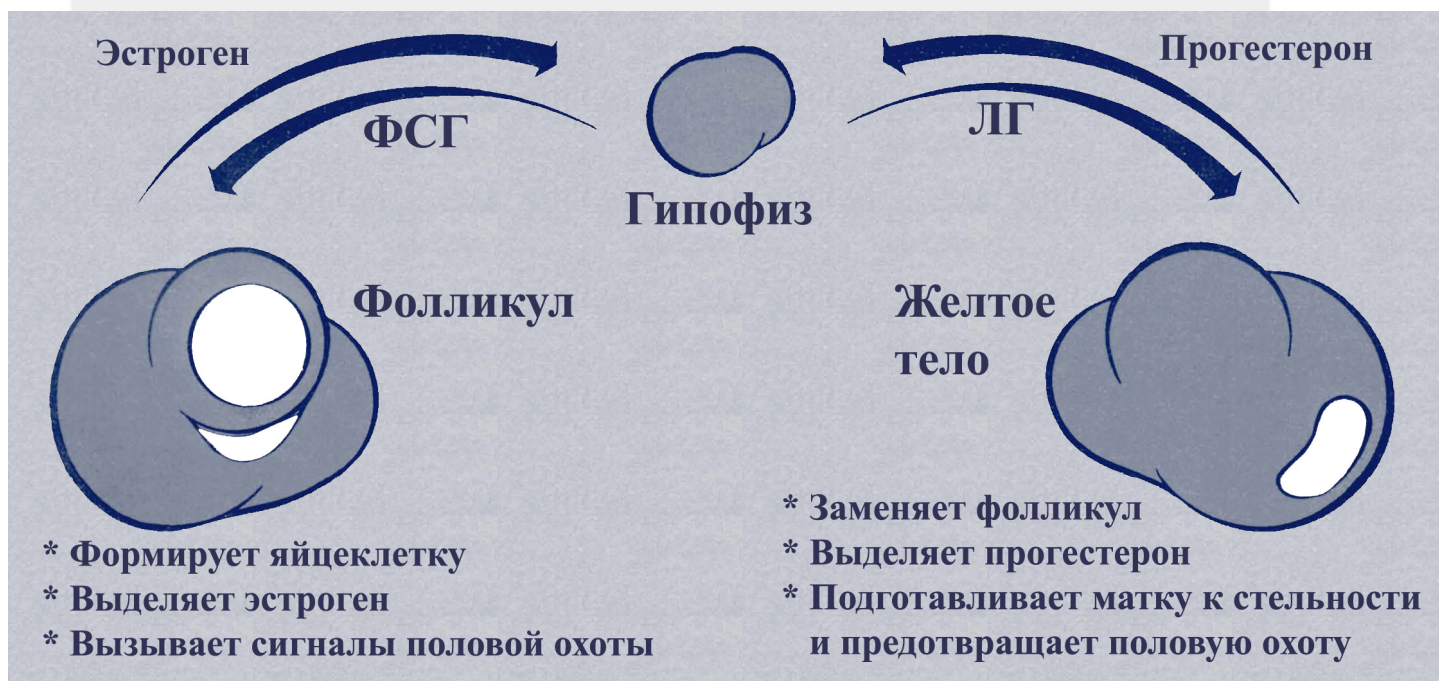 Эстроген
Прогестерон
ФСГ
ЛГ
Гипофиз
Фолликул
Желтое
тело
* Формирует яйцеклетку
* Выделяет эстроген
* Вызывает сигналы половой охоты
* Заменяет фолликул
* Выделяет прогестерон
* Подготавливает матку к стельности
и предотвращает половую охоту